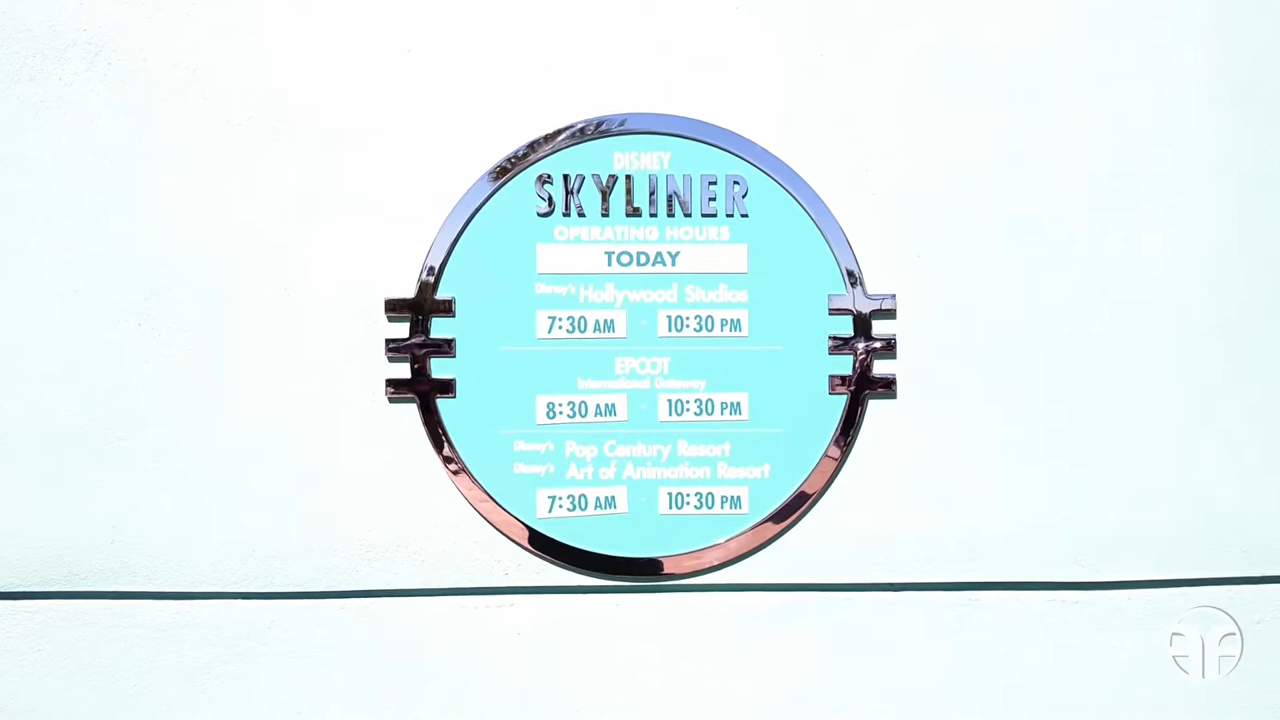 DISNEY
SKYLINER
OPERATING HOURS
TODAY
Disney's Hollywood Studios
7:30 AM - 10:30 PM
EPCOT
International Gateway
8:30 AM - 10:30 PM
Disney's Pop Century Resort
Disney's Art of Animation Resort
7:30 AM - 10:30 PM